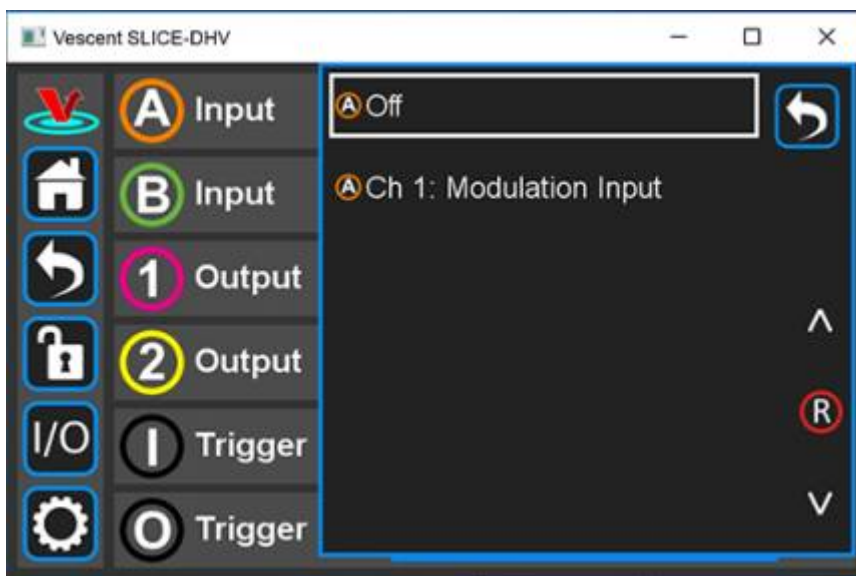 Vescent SLICE-DHV
A Input
A Off
B Input
A Ch 1: Modulation Input
1 Output
2 Output
R
I/O
I Trigger
O Trigger